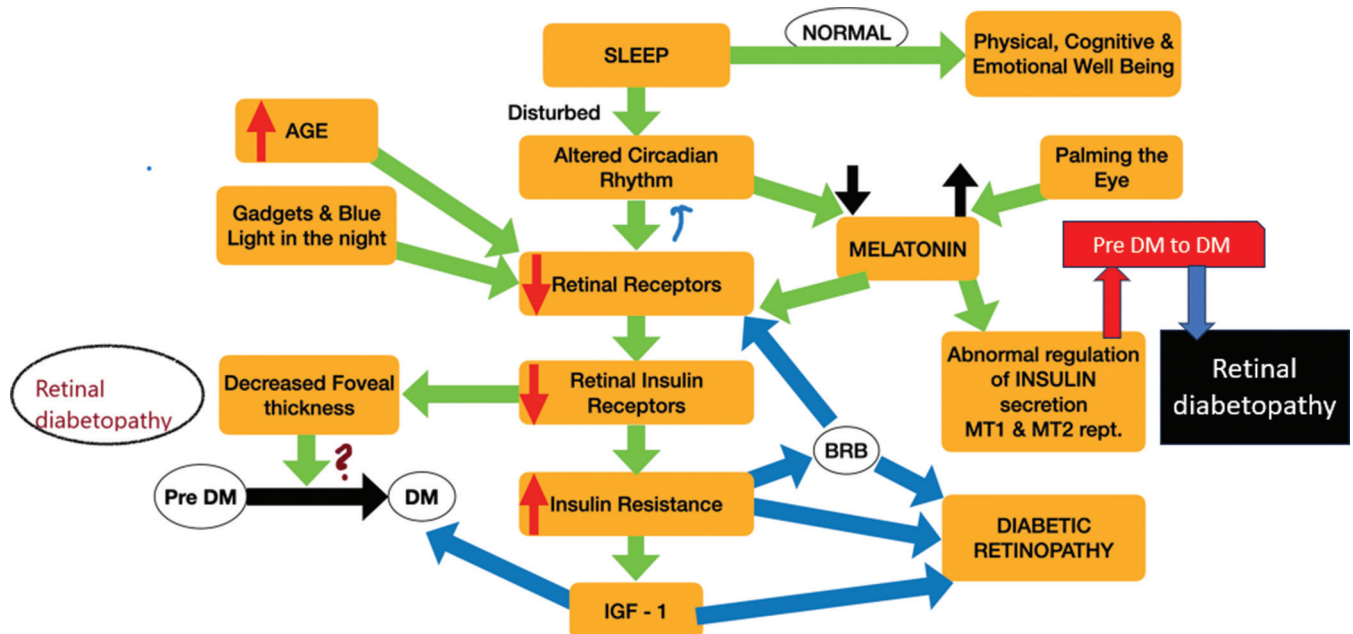 NORMAL
SLEEP
Physical, Cognitive &
Emotional Well Being
Disturbed
AGE
Altered Circadian
Rhythm
Palming the
Eye
Gadgets & Blue
Light in the night
MELATONIN
Pre DM to DM
Retinal Receptors
Retinal
diabetopathy
Decreased Foveal
thickness
Retinal Insulin
Receptors
Abnormal regulation
of INSULIN
secretion
MT1 & MT2 rept.
Retinal
diabetopathy
?
BRB
Pre DM
DM
Insulin Resistance
DIABETIC
RETINOPATHY
IGF - 1